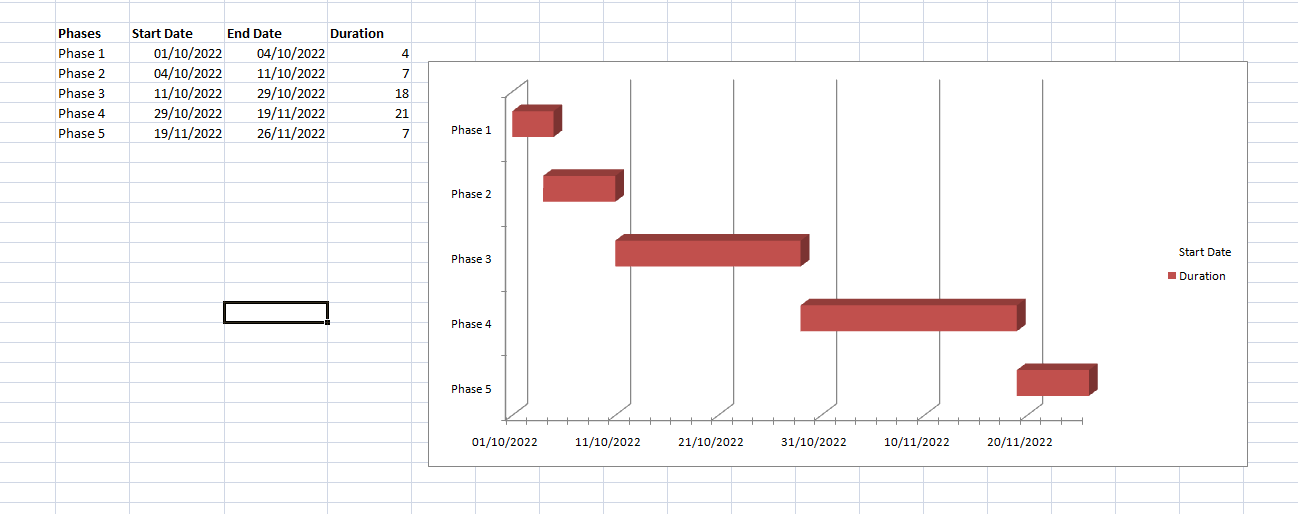 Phases Start Date End Date Duration
Phase 1 01/10/2022 04/10/2022 4
Phase 2 04/10/2022 11/10/2022 7
Phase 3 11/10/2022 29/10/2022 18
Phase 4 29/10/2022 19/11/2022 21
Phase 5 19/11/2022 26/11/2022 7
Phase 1
Phase 2
Phase 3
Phase 4
Phase 5
01/10/2022 11/10/2022 21/10/2022 31/10/2022 10/11/2022 20/11/2022
Start Date
Duration